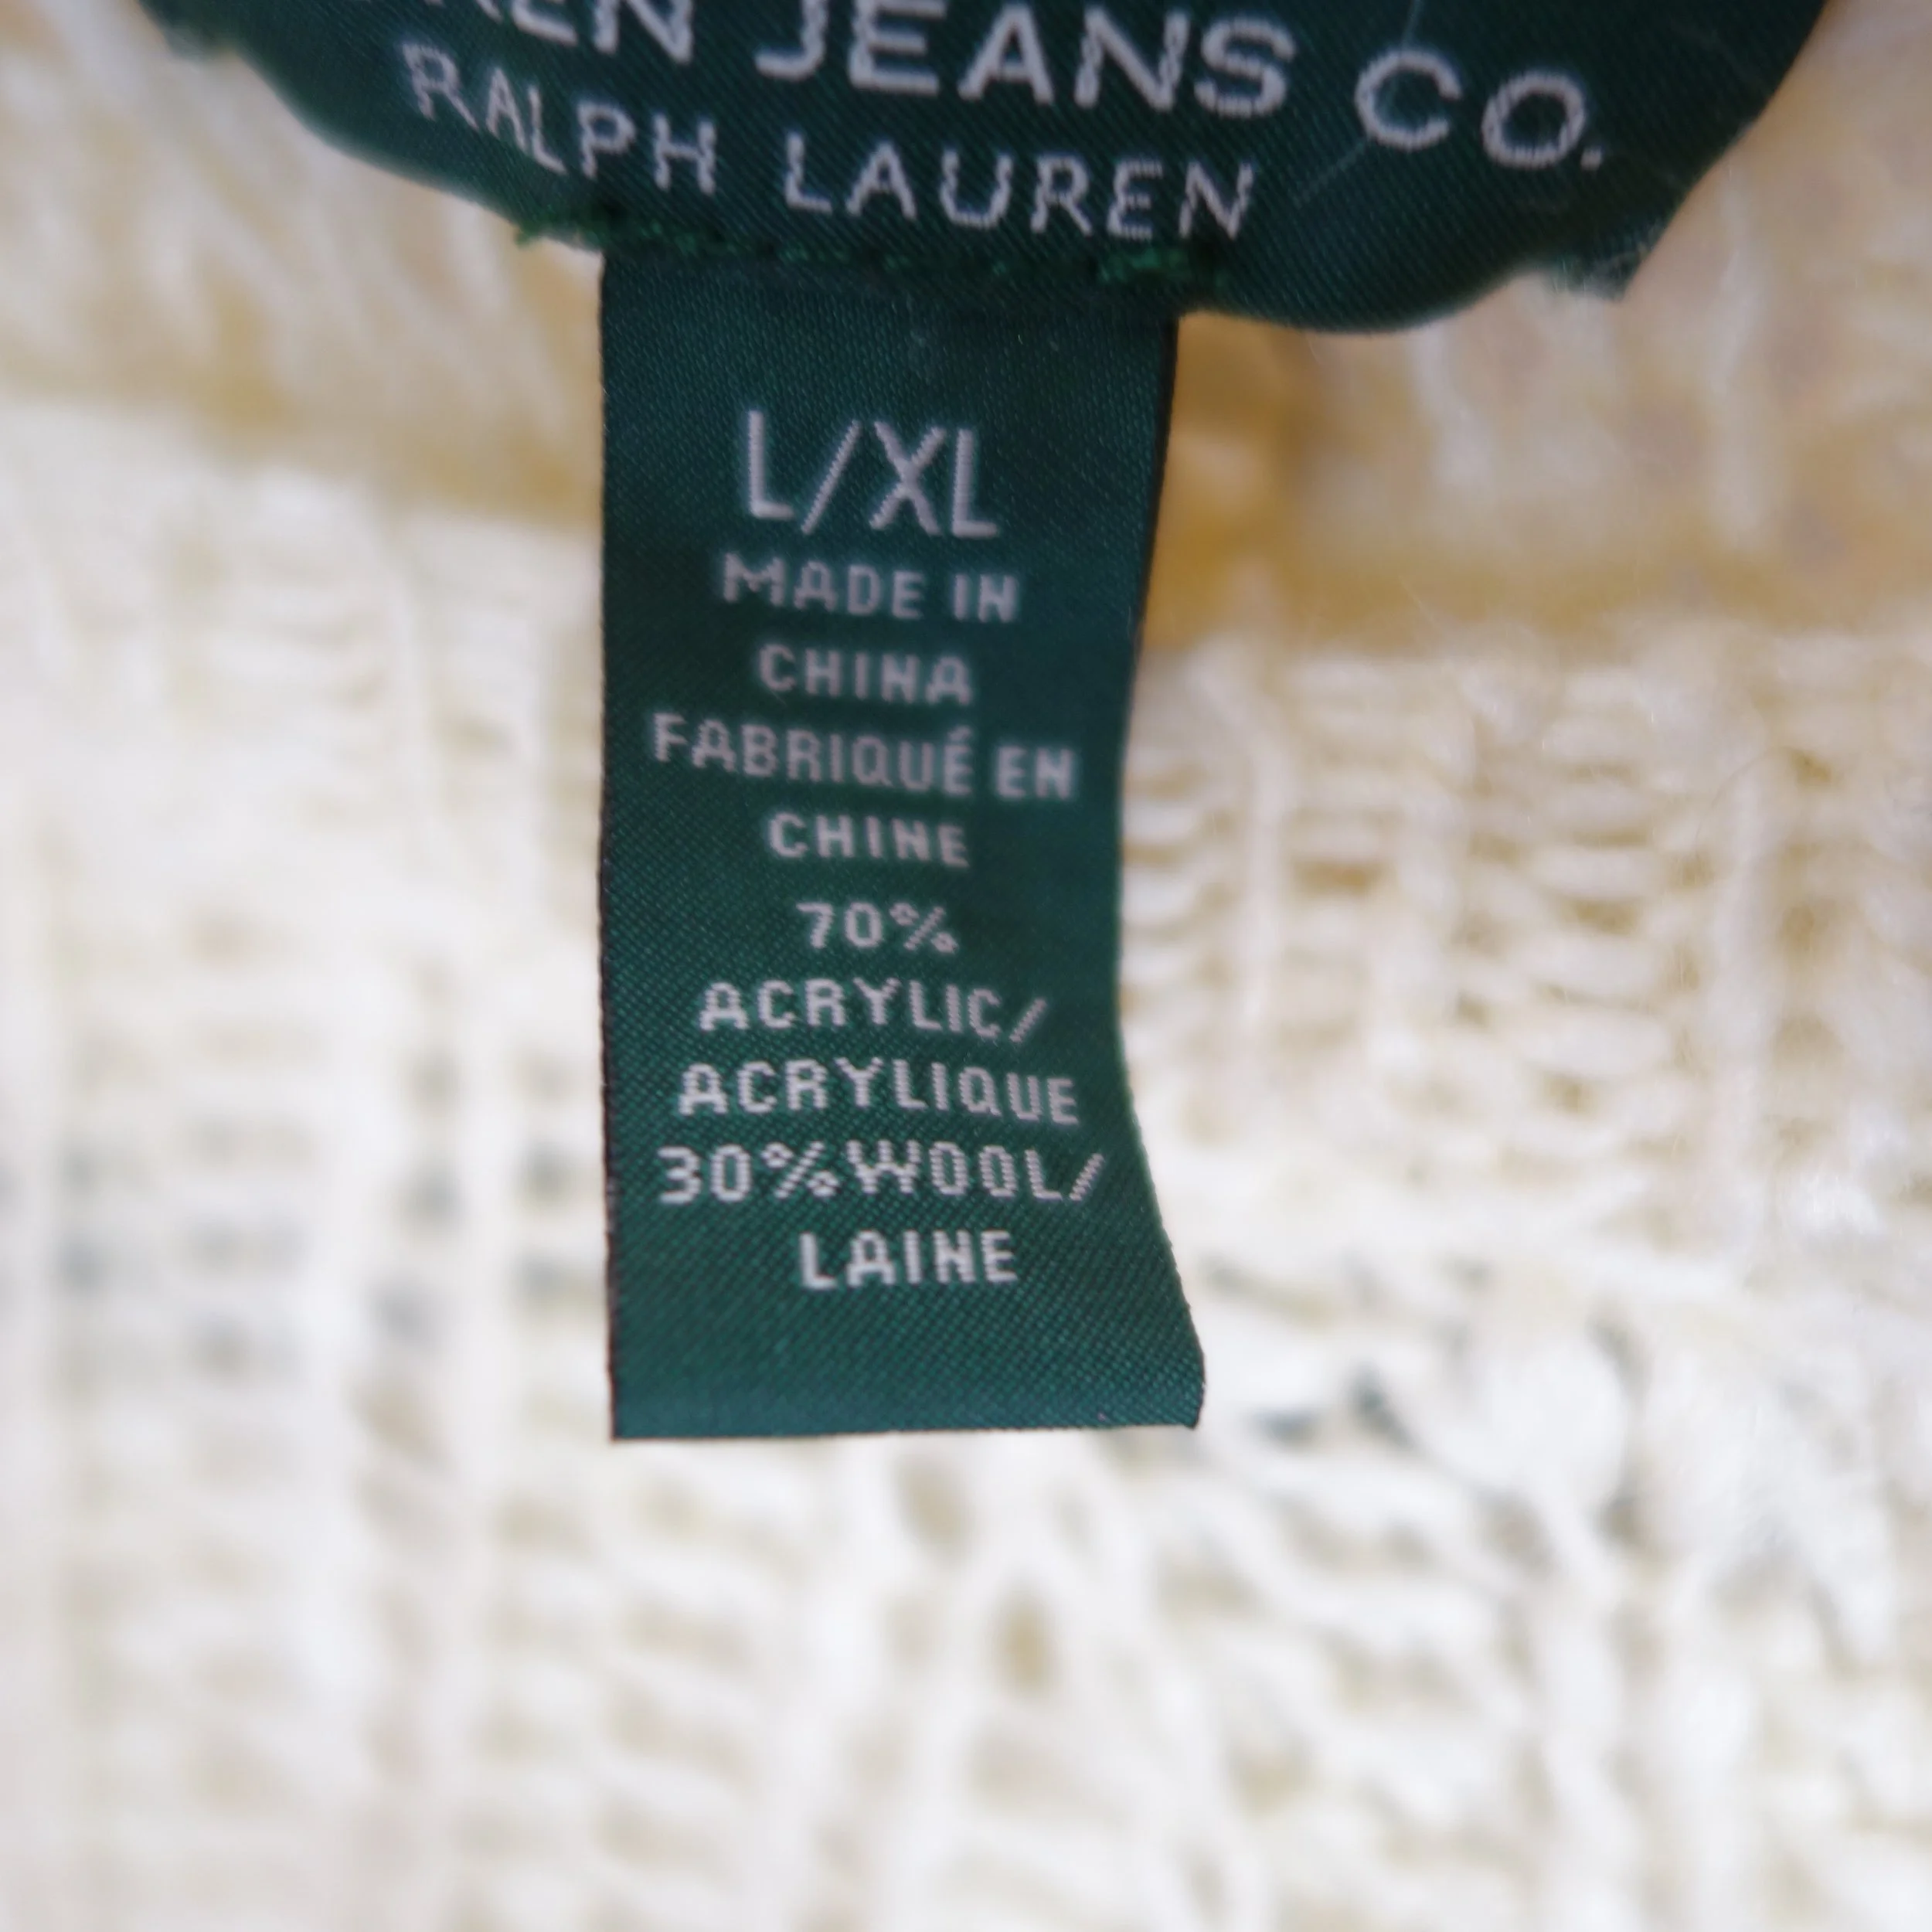 JEANS CO.
RALPH LAUREN
L/XL
MADE IN
CHINA
FABRIQUÉ EN
CHINE
70%
ACRYLIC/
ACRYLIQUE
30% WOOL/
LAINE